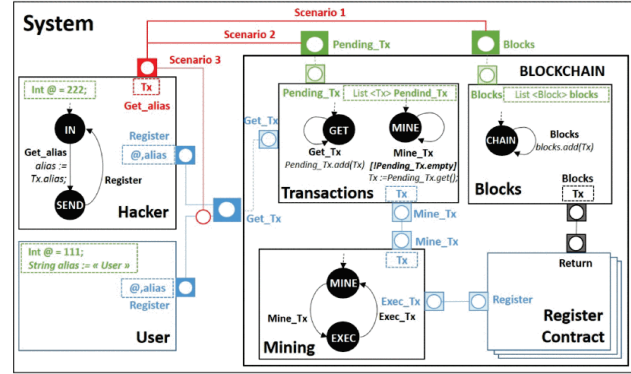 System
Scenario 1
Scenario 2
Scenario 3
Pending_Tx
Blocks
BLOCKCHAIN
Int @ = 222;
Tx
Get_alias
IN
Get_alias
alias :=
Tx.alias;
Register
SEND
Hacker
Register
@,alias
Int @ = 111;
String alias := « User »
@,alias
Register
User
Get_Tx
Get_Tx
Pending_Tx
List <Tx> Pendind_Tx
GET
Get_Tx
Pending_Tx.add(Tx)
MINE
Mine_Tx
[!Pending_Tx.empty]
Tx :=Pending_Tx.get();
Transactions
Tx
Mine_Tx
Blocks
List <Block> blocks
CHAIN
Blocks
blocks.add(Tx)
Blocks
Blocks
Tx
Return
Mine_Tx
Tx
MINE
Mine_Tx
Exec_Tx
EXEC
Mining
Exec_Tx
Register
Register
Contract